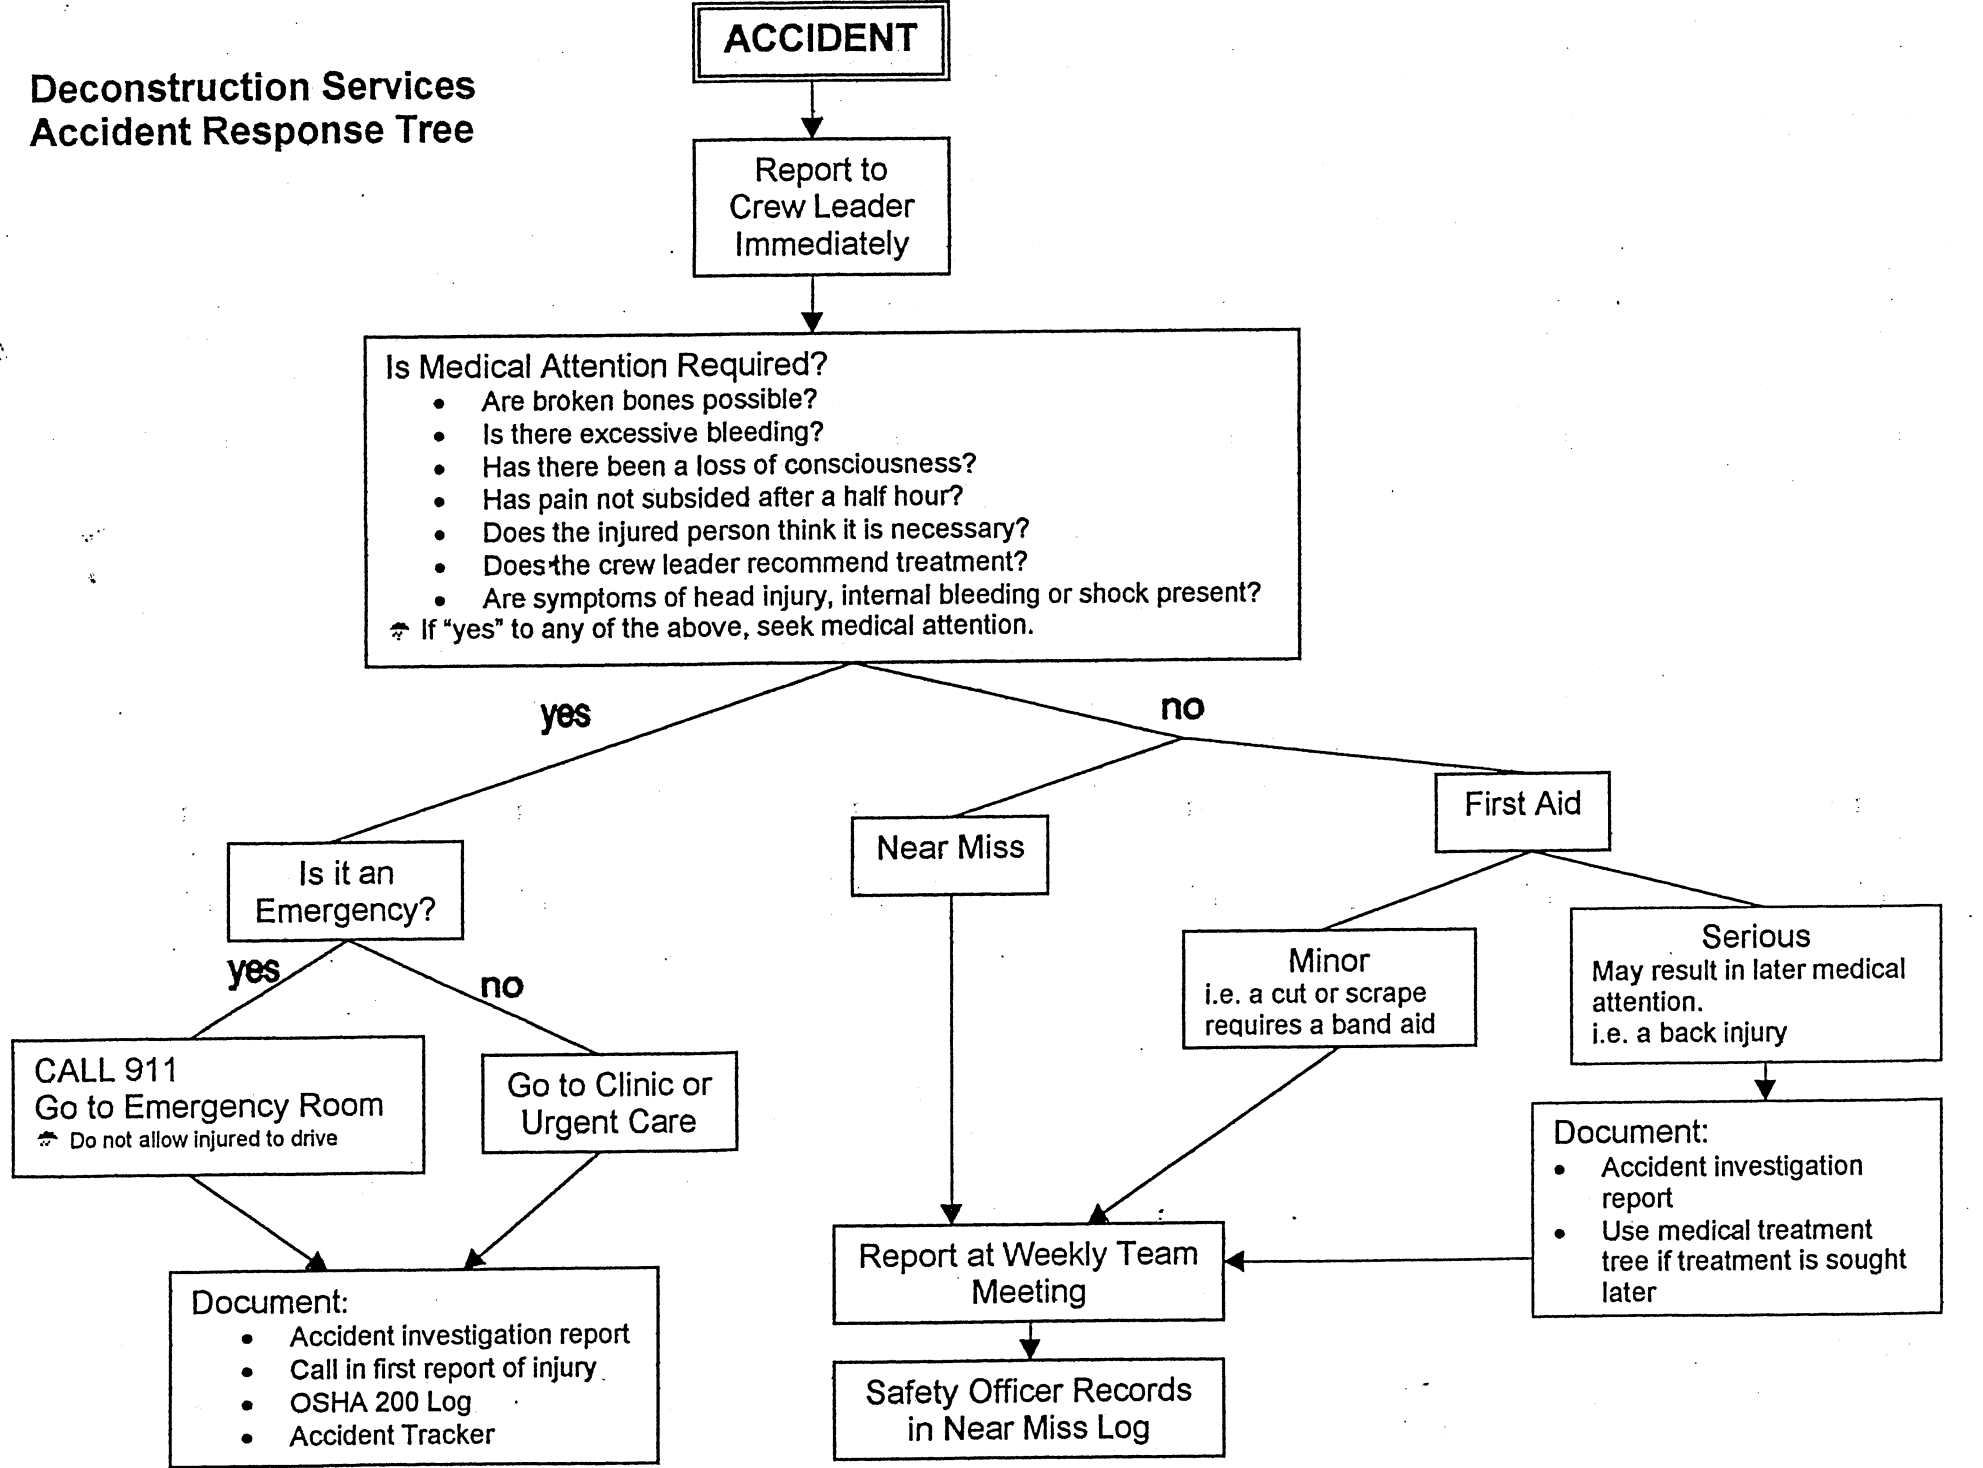 ACCIDENT
Deconstruction Services
Accident Response Tree
Report to
Crew Leader
Immediately
Is Medical Attention Required?
• Are broken bones possible?
• Is there excessive bleeding?
• Has there been a loss of consciousness?
• Has pain not subsided after a half hour?
• Does the injured person think it is necessary?
• Does the crew leader recommend treatment?
• Are symptoms of head injury, internal bleeding or shock present?
If “yes” to any of the above, seek medical attention.
yes
no
Is it an
Emergency?
yes
no
CALL 911
Go to Emergency Room
Do not allow injured to drive
Go to Clinic or
Urgent Care
Document:
• Accident investigation report
• Call in first report of injury
• OSHA 200 Log
• Accident Tracker
Near Miss
First Aid
Minor
i.e. a cut or scrape
requires a band aid
Serious
May result in later medical
attention.
i.e. a back injury
Document:
• Accident investigation
report
• Use medical treatment
tree if treatment is sought
later
Report at Weekly Team
Meeting
Safety Officer Records
in Near Miss Log